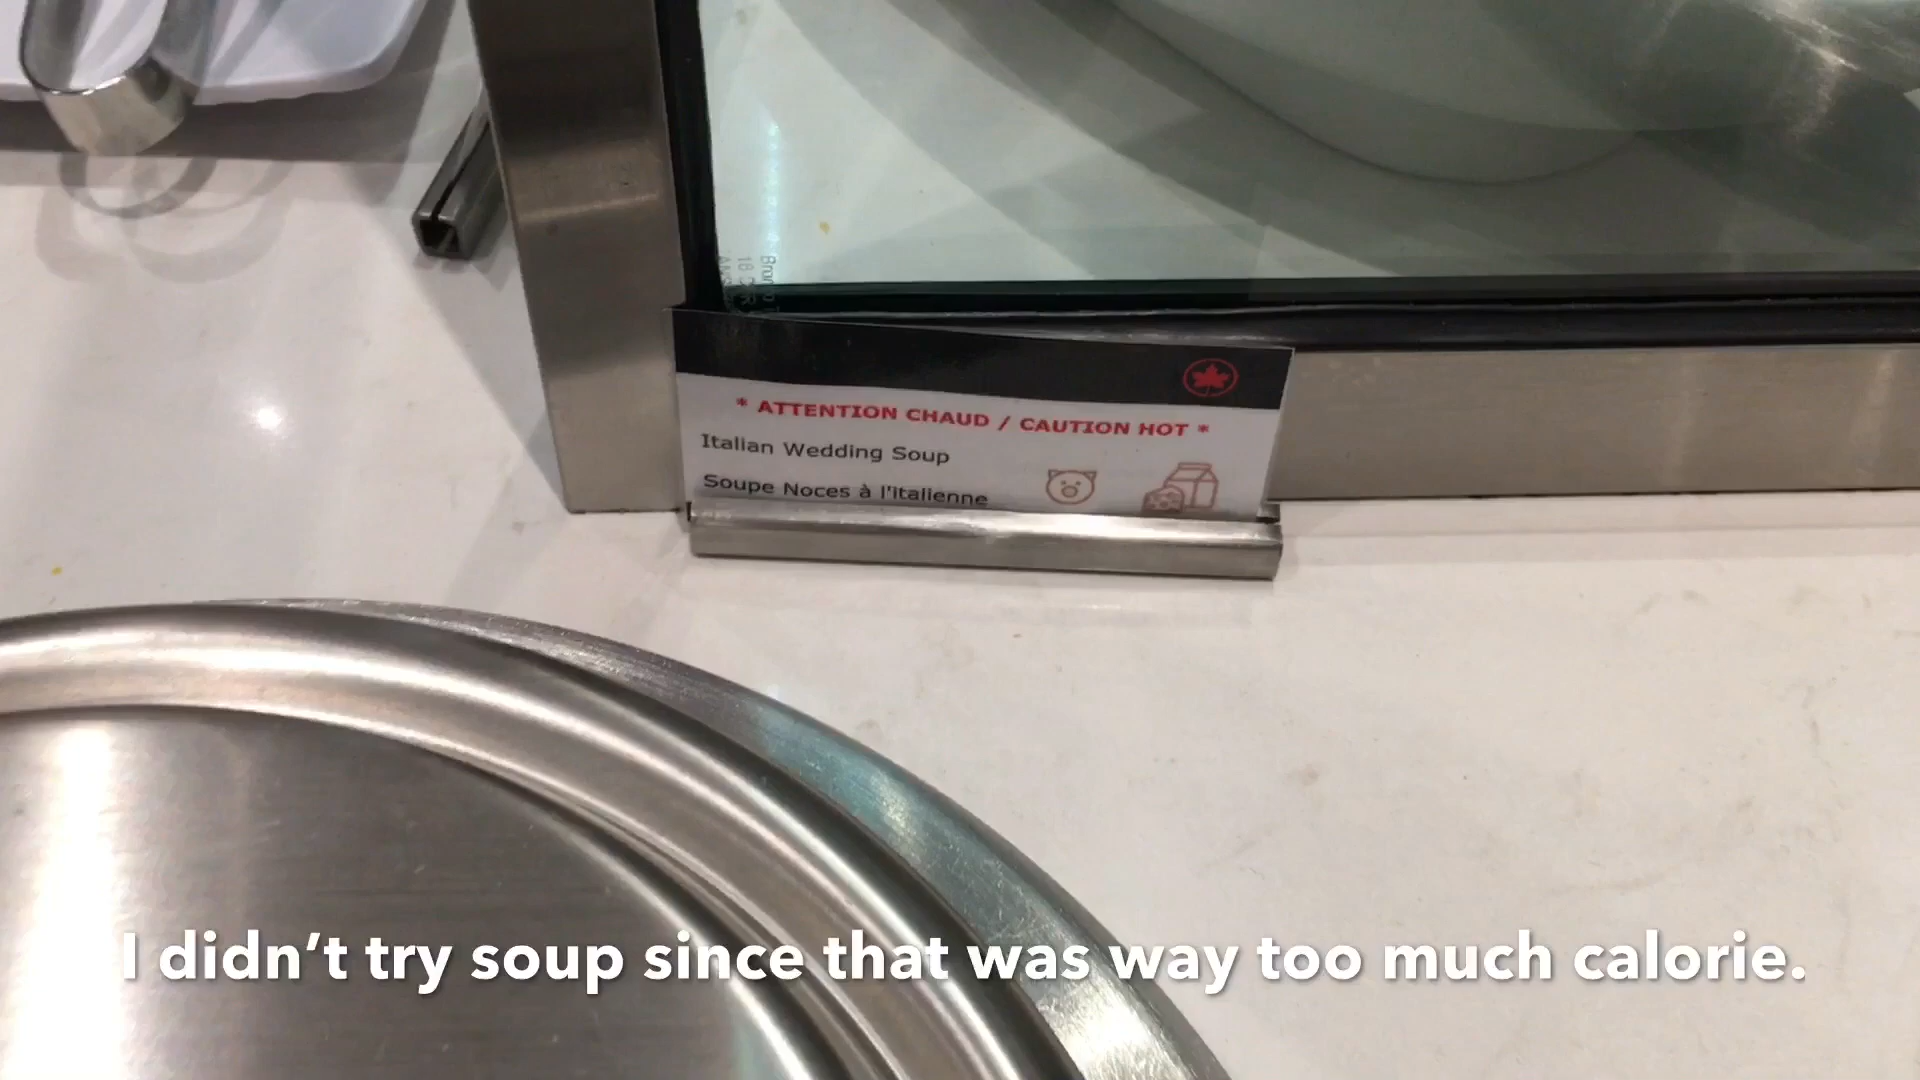 * ATTENTION CHAUD / CAUTION HOT *
Italian Wedding Soup
Soupe Noces à l'italienne
I didn't try soup since that was way too much calorie.